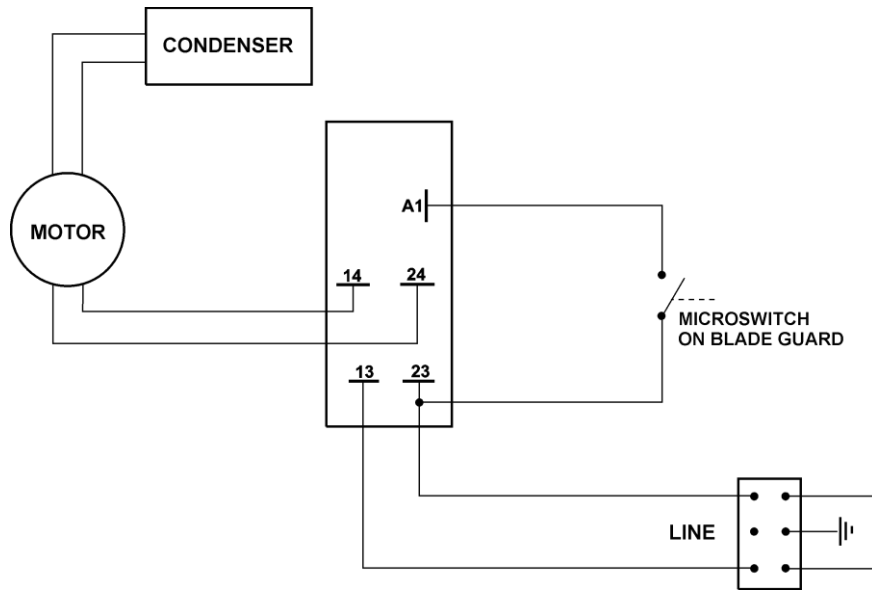 CONDENSER
MOTOR
A1
14
24
MICROSWITCH
ON BLADE GUARD
13
23
LINE